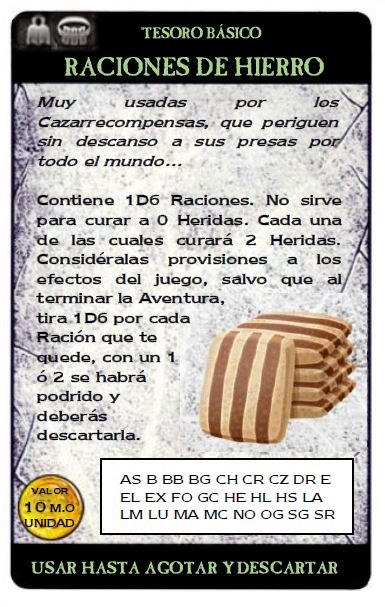 TESORO BÁSICO
RACIONES DE HIERRO
Muy usadas por los
Cazarrecompensas, que periguen
sin descanso a sus presas por
todo el mundo...
Contiene 1D6 Raciones. No sirve
para curar a 0 Heridas. Cada una
de las cuales curará 2 Heridas.
Considéralas provisiones a los
efectos del juego, salvo que al
terminar la Aventura,
tira 1D6 por cada
Ración que te
quede, con un 1
ó 2 se habrá
podrido y
deberás
descartarla.
AS B BB BG CH CR CZ DR E
EL EX FO GC HE HL HS LA
LM LU MA MC NO OG SG SR
VALOR
10 M.O
UNIDAD
USAR HASTA AGOTAR Y DESCARTAR